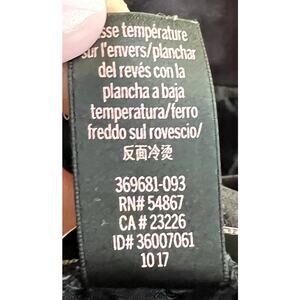 sse température
sur l'envers/planchar
del revés con la
plancha a baja
temperatura/ferro
freddo sul rovescio/
反面冷烫
369681-093
RN# 54867
CA # 23226
ID# 36007061
10 17